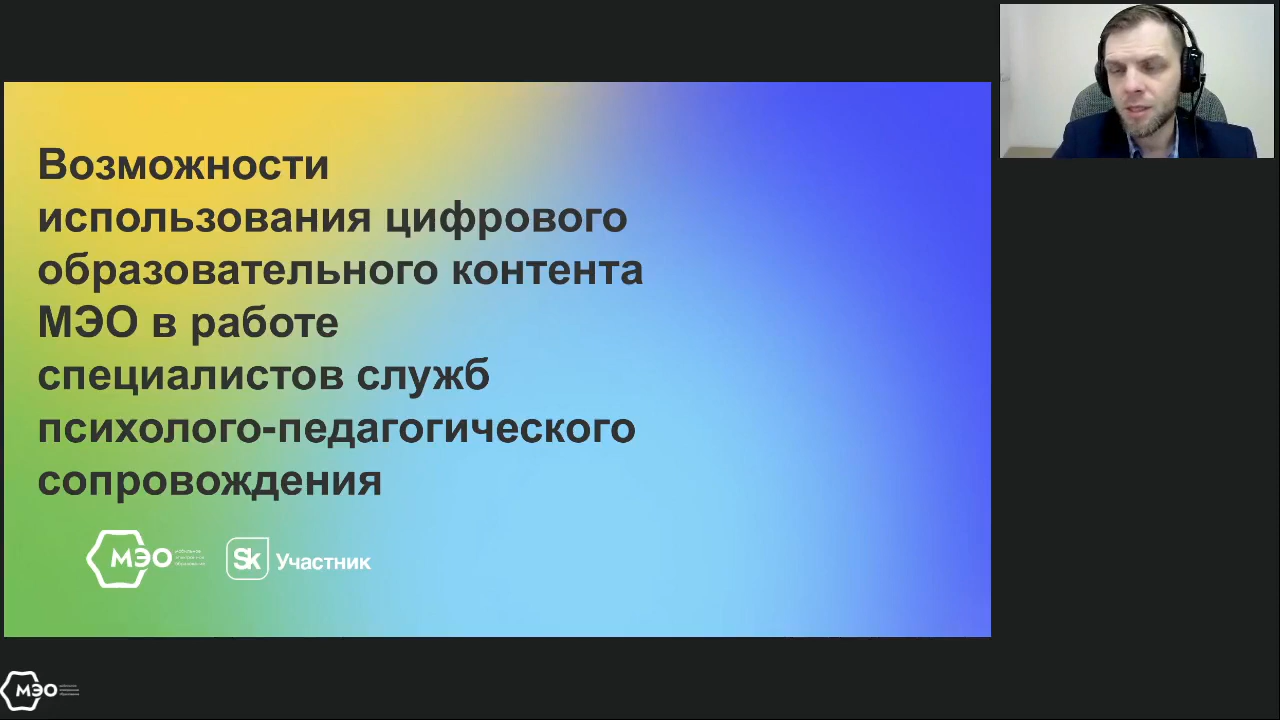 Возможности
использования цифрового
образовательного контента
МЭО в работе
специалистов служб
психолого-педагогического
сопровождения
МЭО
Sk Участник
МЭО